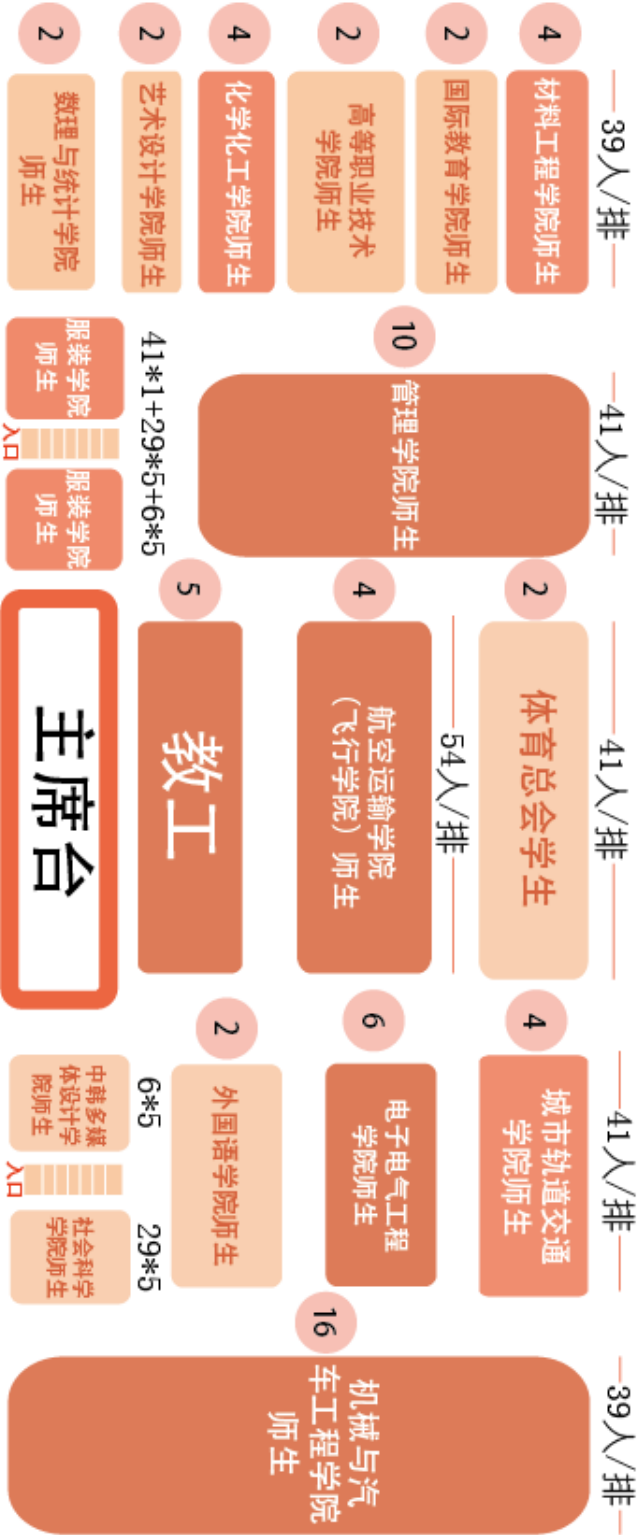 39人/排
4
材料工程学院师生
2
国际教育学院师生
2
高等职业技术
学院师生
4
化学化工学院师生
2
艺术设计学院师生
2
数理与统计学院
师生
41人/排
10
管理学院师生
41*1+29*5+6*5
服装学院
师生
入口
服装学院
师生
41人/排
2
体育总会学生
54人/排
4
航空运输学院
（飞行学院）师生
5
教工
主席台
41人/排
4
城市轨道交通
学院师生
6
电子电气工程
学院师生
2
外国语学院师生
6*5
中韩多媒
体设计学
院师生
入口
29*5
社会科学
学院师生
39人/排
16
机械与汽
车工程学院
师生